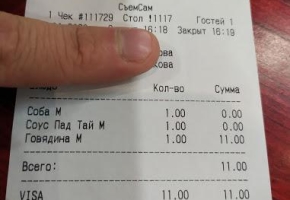 СъемСам
1 Чек #111729 Стол !1117 Гостей 1
16:18 Закрыт 16:19
Кол-во Сумма
Соба М 1.00 0.00
Соус Пад Тай М 1.00 0.00
Говядина М 1.00 11.00
Всего: 11.00
VISA 11.00 11.00